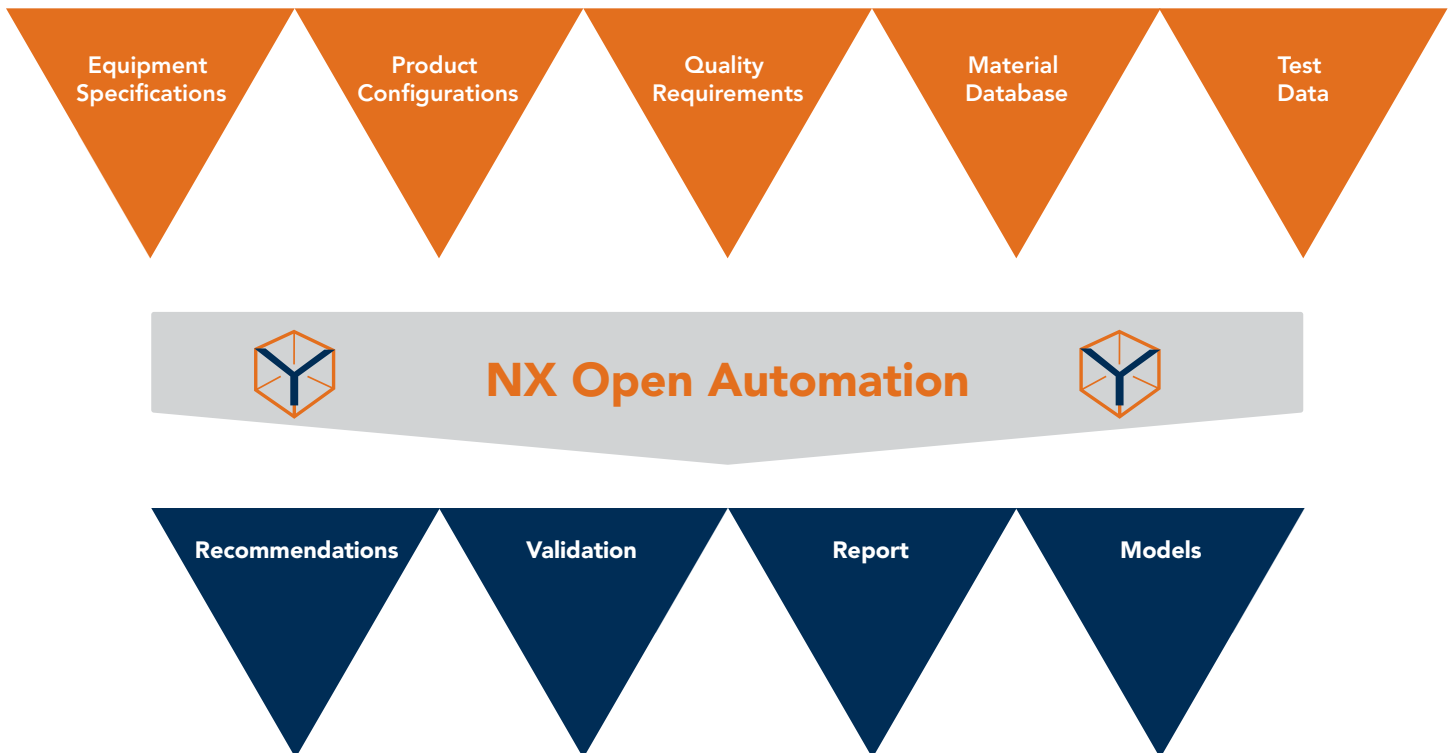 Equipment
Specifications
Product
Configurations
Quality
Requirements
Material
Database
Test
Data
NX Open Automation
Recommendations
Validation
Report
Models